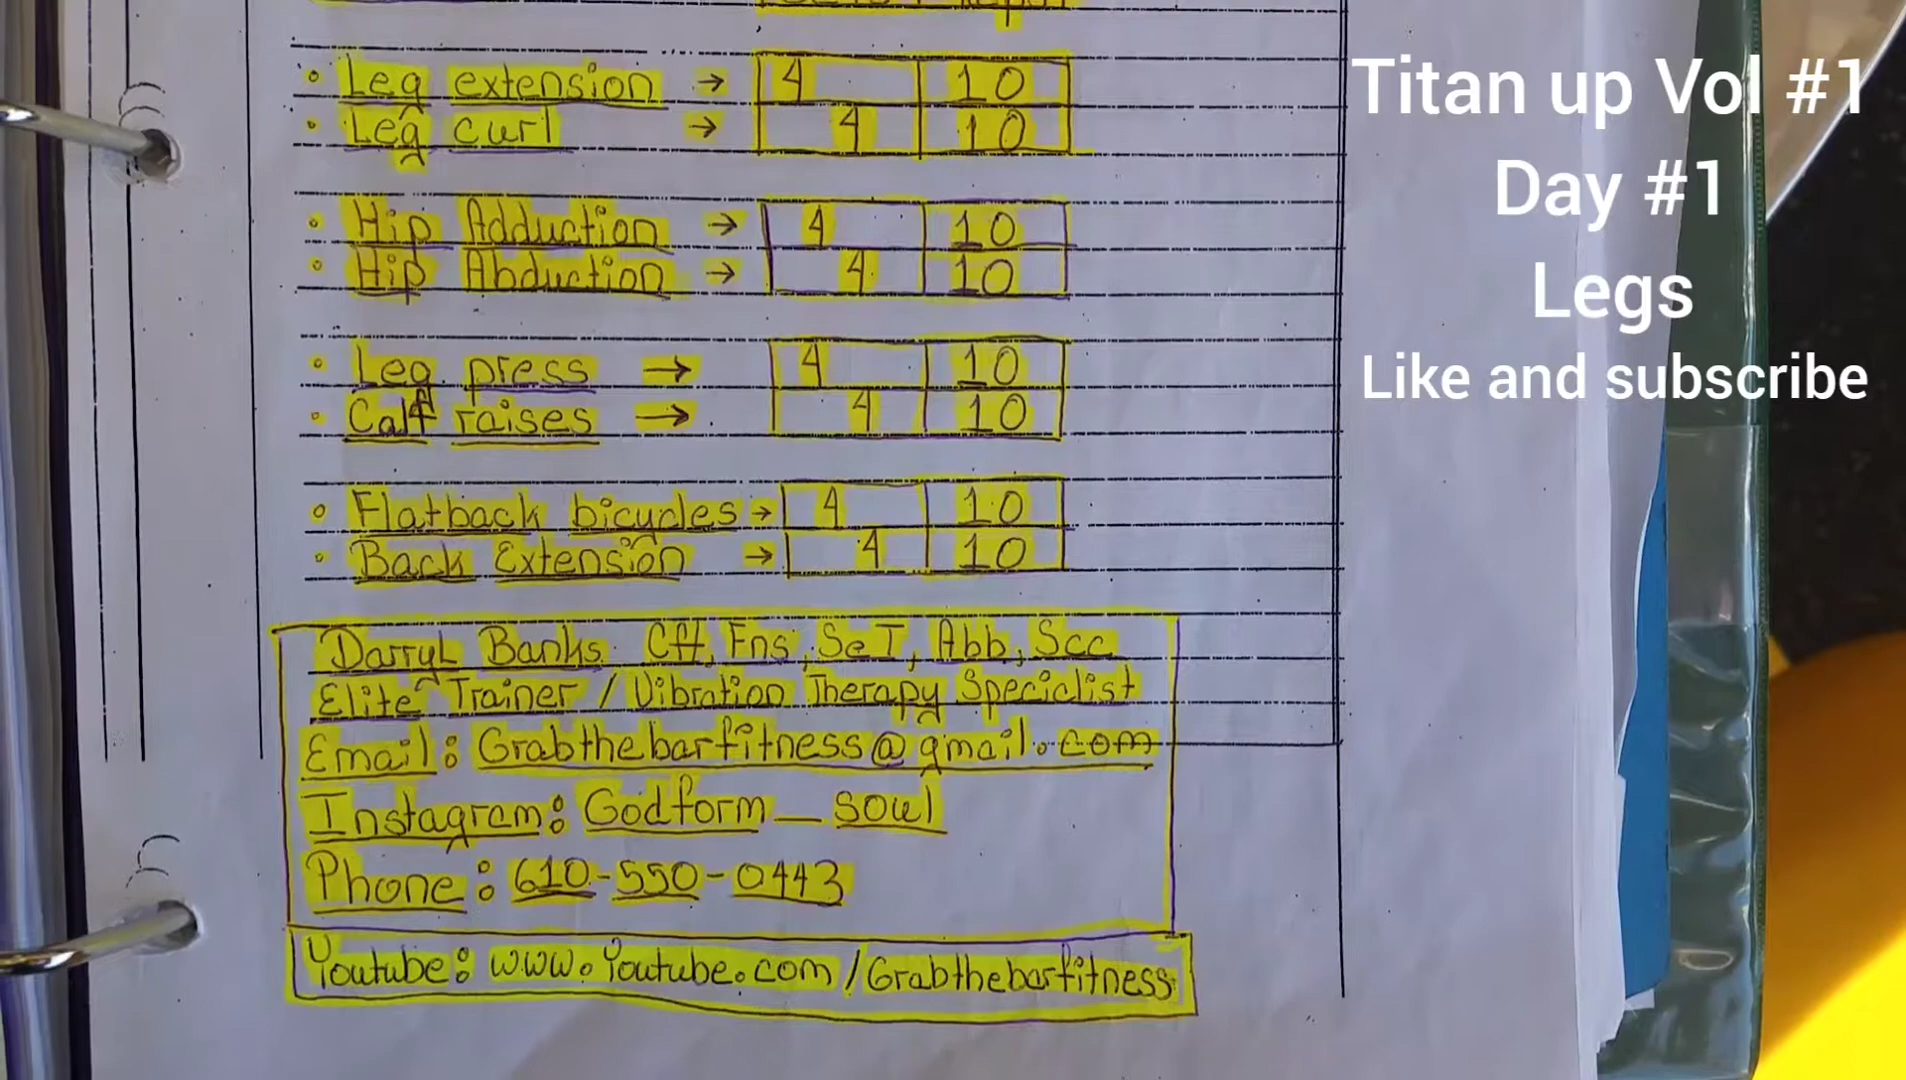 • Leg extension → 4 10
• Leg curl → 4 10
• Hip Adduction → 4 10
• Hip Abduction → 4 10
• Leg press → 4 10
• Calf raises → 4 10
• Flatback bicycles → 4 10
• Back Extension → 4 10
Darryl Banks Cft, Fns, SeT, Abb, Scc
Elite Trainer / Vibration Therapy Speciclist
Email: Grabthebarfitness@gmail.com
Instagram: Godform_soul
Phone: 610-550-0443
Youtube: www.Youtube.com/Grabthebarfitness
Titan up Vol #1
Day #1
Legs
Like and subscribe